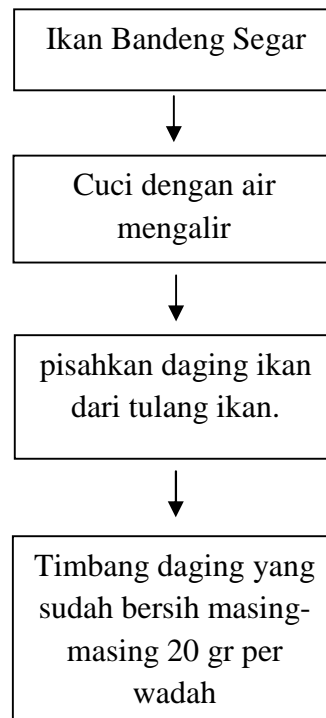 Ikan Bandeng Segar
Cuci dengan air
mengalir
pisahkan daging ikan
dari tulang ikan.
Timbang daging yang
sudah bersih masing-
masing 20 gr per
wadah